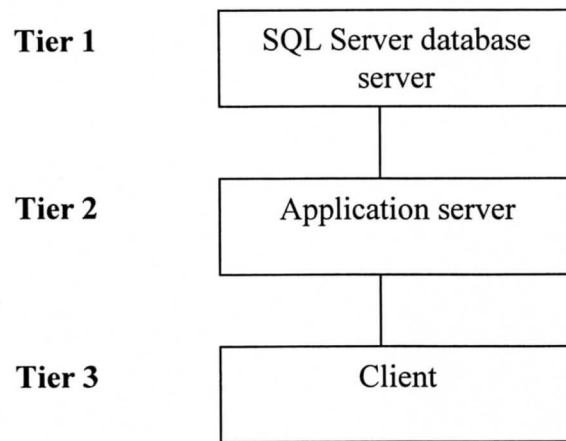 Tier 1
SQL Server database
server
Tier 2
Application server
Tier 3
Client